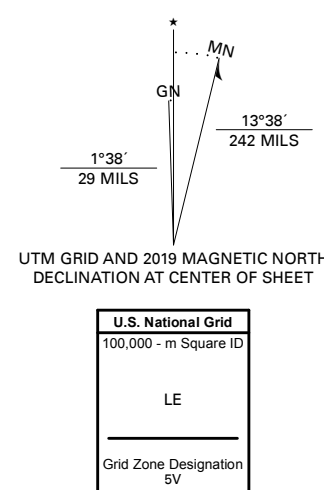 ★
MN
GN
13°38´
242 MILS
1°38´
29 MILS
UTM GRID AND 2019 MAGNETIC NORTH
DECLINATION AT CENTER OF SHEET
U.S. National Grid
100,000 - m Square ID
LE
Grid Zone Designation
5V